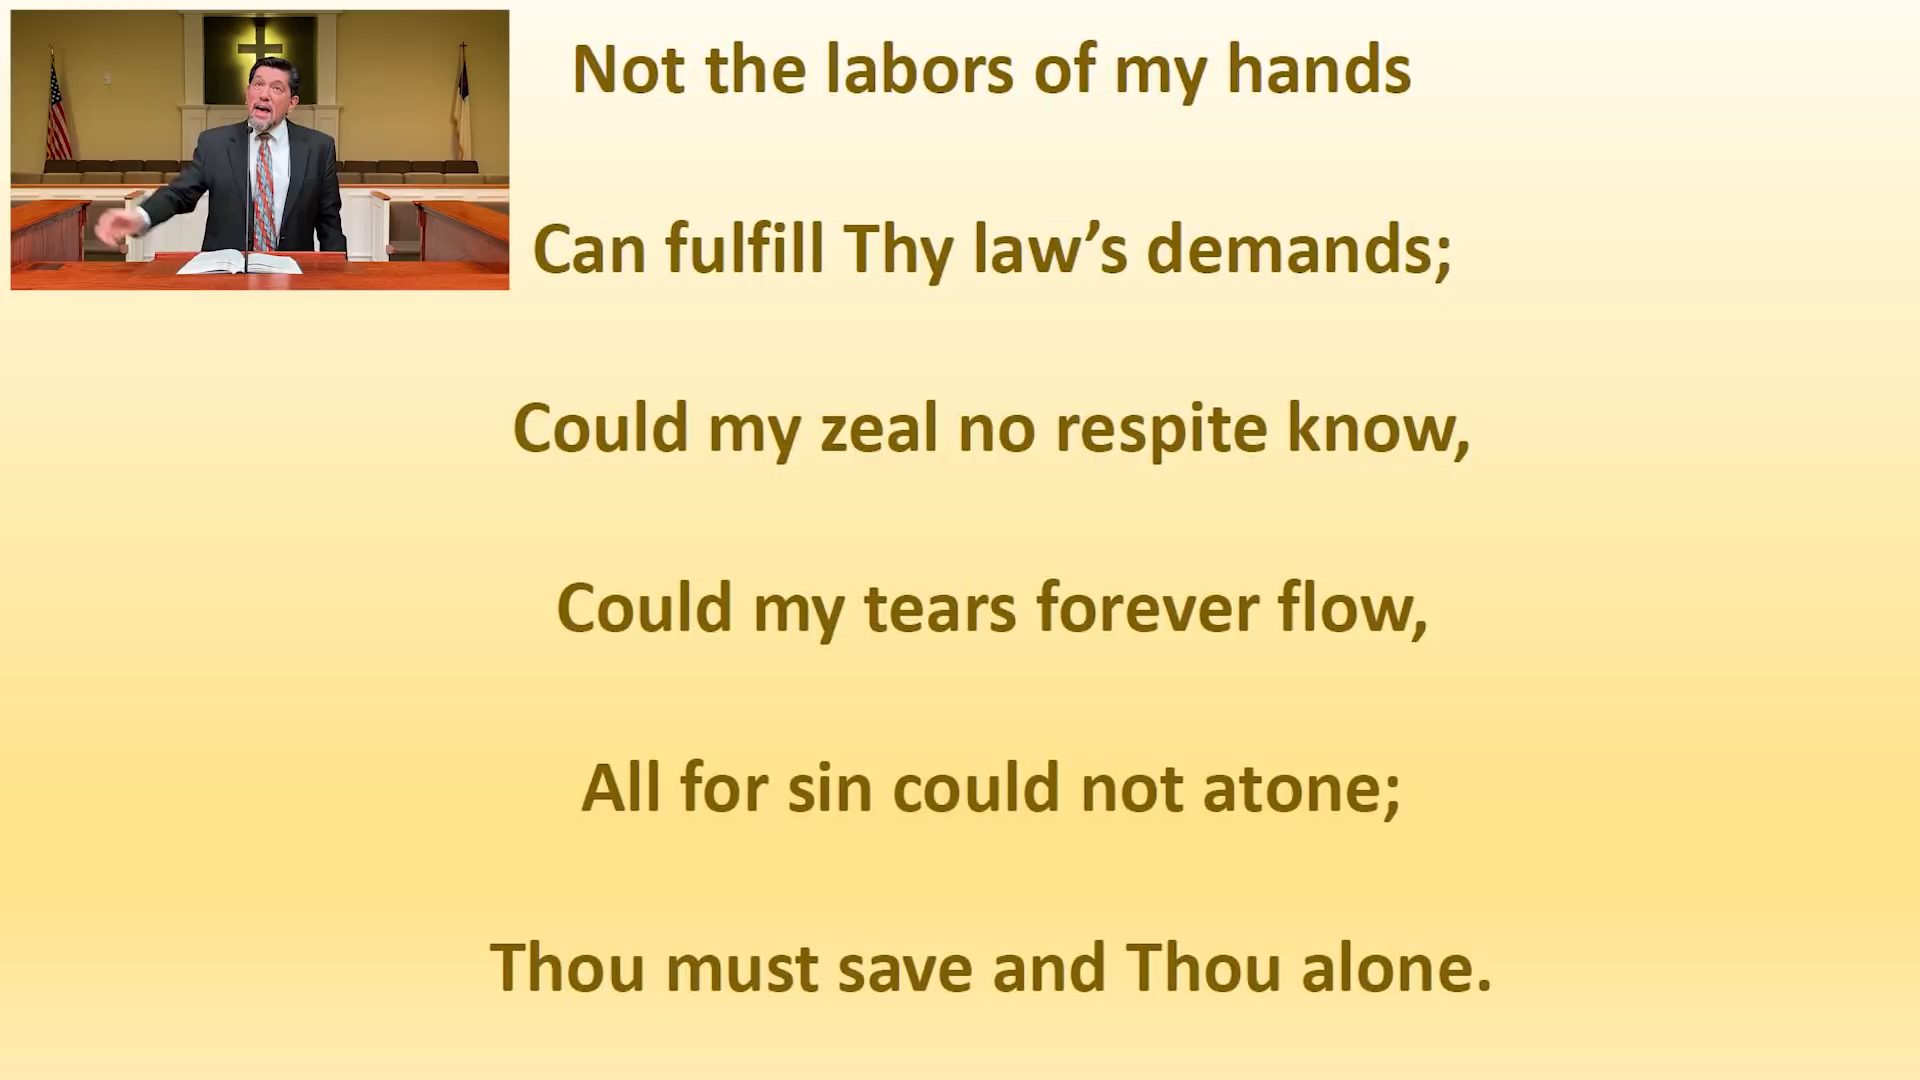 Not the labors of my hands
Can fulfill Thy law’s demands;
Could my zeal no respite know,
Could my tears forever flow,
All for sin could not atone;
Thou must save and Thou alone.